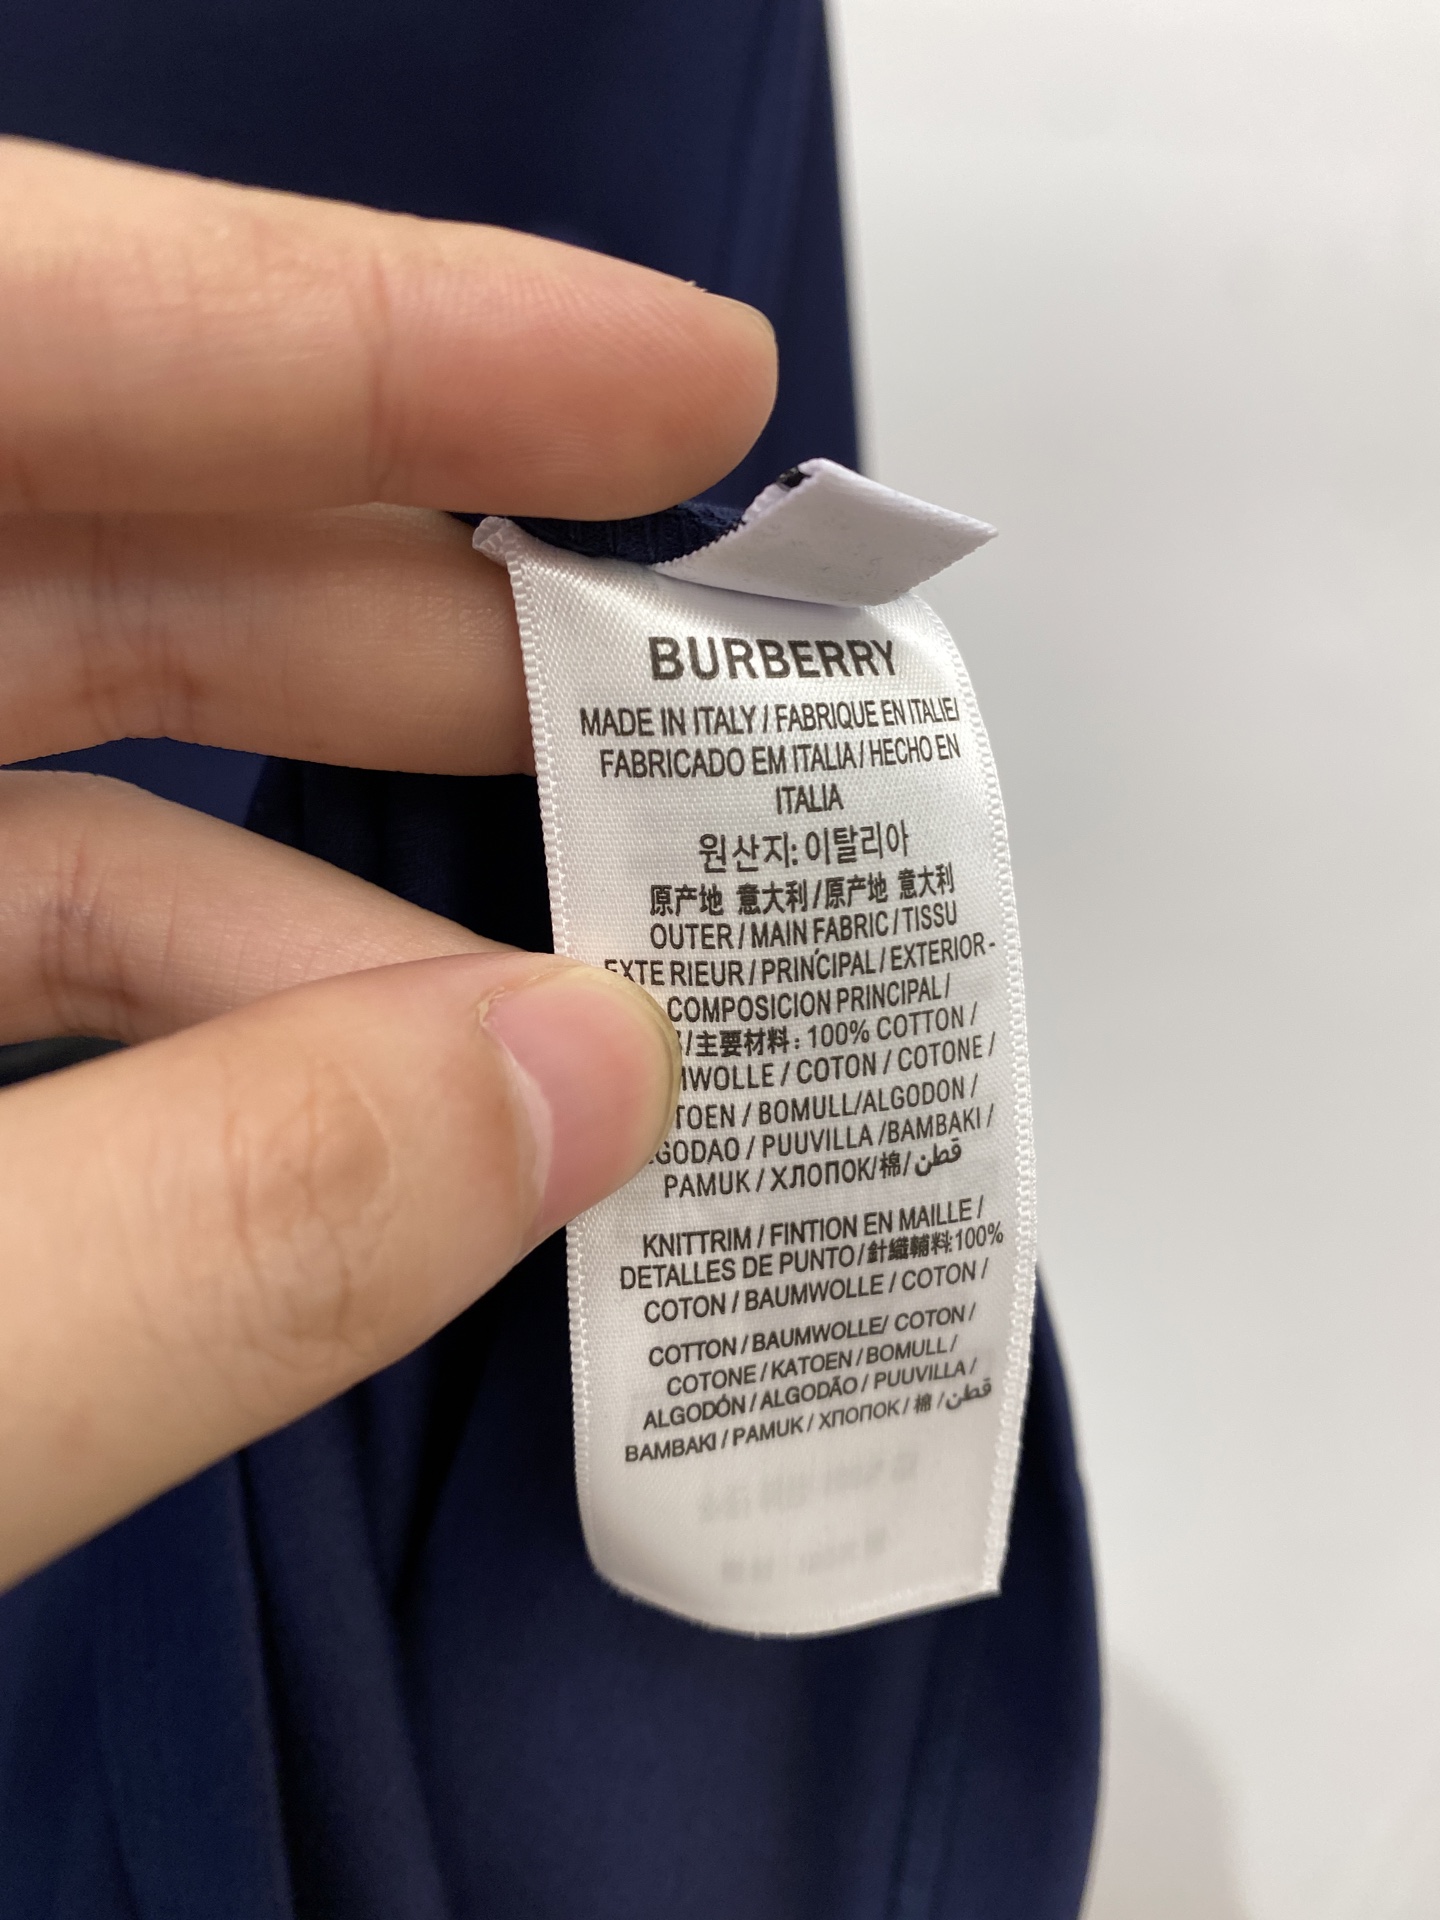 BURBERRY
MADE IN ITALY / FABRIQUE EN ITALIE/
FABRICADO EM ITALIA / HECHO EN
ITALIA
원산지: 이탈리아
原产地 意大利 / 原产地 意大利
OUTER / MAIN FABRIC / TISSU
EXTE RIEUR / PRINĆIPAL / EXTERIOR -
COMPOSICION PRINCIPAL /
/主要材料: 100% COTTON /
WOLLE / COTON / COTONE /
TOEN / BOMULL/ALGODON /
GODAO / PUUVILLA /BAMBAKI /
PAMUK / ХЛОПОК/棉/قطن
KNITTRIM / FINTION EN MAILLE /
DETALLES DE PUNTO/針織輔料:100%
COTON / BAUMWOLLE / COTON /
COTTON / BAUMWOLLE/ COTON /
COTONE / KATOEN / BOMULL /
ALGODÓN / ALGODÃO / PUUVILLA /
BAMBAKI / PAMUK / ХЛОПОК / 棉 / قطن